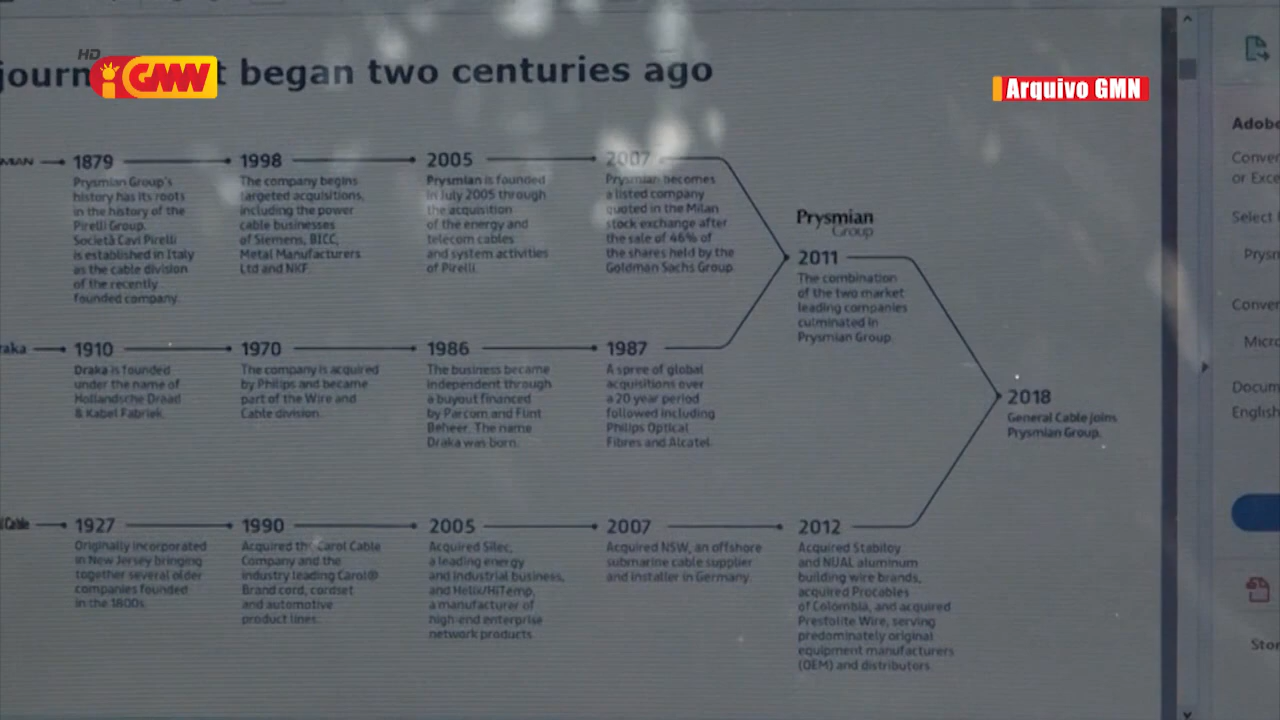 HD
GMN
Arquivo GMN
began two centuries ago
1879
Prysmian Group's
history has its roots
in the history of the
Pirelli Group.
Società Cavi Pirelli
is established in Italy
as the cable division
of the recently
founded company.
1998
The company begins
targeted acquisitions,
including the power
cable businesses
of Siemens, BICC,
Metal Manufacturers
Ltd and NKF.
2005
Prysmian is founded
in July 2005 through
the acquisition
of the energy and
telecom cables
and system activities
of Pirelli.
2007
Prysmian becomes
a listed company
quoted in the Milan
stock exchange after
the sale of 46% of
the shares held by the
Goldman Sachs Group.
Prysmian
Group
2011
The combination
of the two market
leading companies
culminated in
Prysmian Group.
raka
1910
Draka is founded
under the name of
Hollandsche Draad
& Kabel Fabriek.
1970
The company is acquired
by Philips and became
part of the Wire and
Cable division.
1986
The business became
independent through
a buyout financed
by Parcom and Flint
Beheer. The name
Draka was born.
1987
A spree of global
acquisitions over
a 20 year period
followed including
Philips Optical
Fibres and Alcatel.
2018
General Cable joins
Prysmian Group.
l Cable
1927
Originally incorporated
in New Jersey bringing
together several older
companies founded
in the 1800s.
1990
Acquired the Carol Cable
Company and the
industry leading Carol®
Brand cord, cordset
and automotive
product lines.
2005
Acquired Silec,
a leading energy
and industrial business,
and Helix/HiTemp,
a manufacturer of
high-end enterprise
network products
2007
Acquired NSW, an offshore
submarine cable supplier
and installer in Germany.
2012
Acquired Stabiloy
and NUAL aluminum
building wire brands,
acquired Procables
of Colombia, and acquired
Prestolite Wire, serving
predominately original
equipment manufacturers
(OEM) and distributors.
Adobe
Conver
or Exce
Select
Prysm
Conver
Micro
Docum
English
Stor